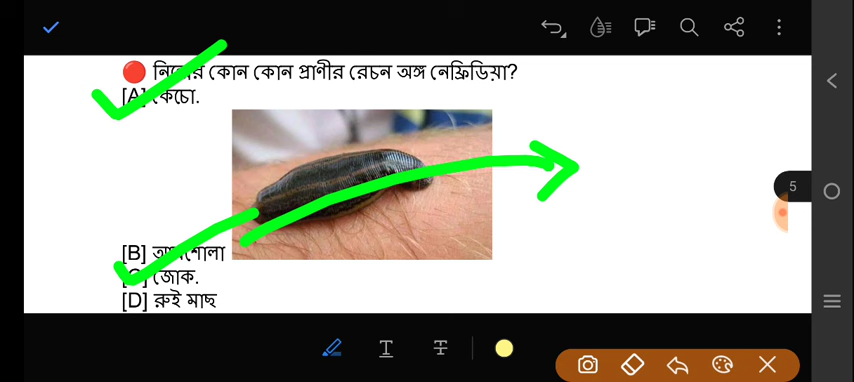 নিচের কোন কোন প্রাণীর রেচন অঙ্গ নেফ্রিডিয়া?
[A] কেচো.
[B] আরশোলা
[C] জোক.
[D] রুই মাছ
5
T
T